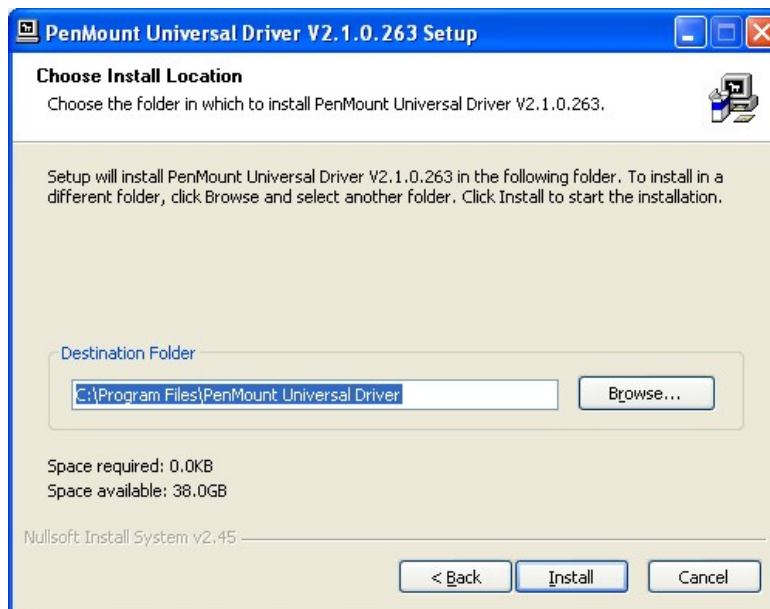 PenMount Universal Driver V2.1.0.263 Setup
Choose Install Location
Choose the folder in which to install PenMount Universal Driver V2.1.0.263.
Setup will install PenMount Universal Driver V2.1.0.263 in the following folder. To install in a
different folder, click Browse and select another folder. Click Install to start the installation.
Destination Folder
C:\Program Files\PenMount Universal Driver
Browse...
Space required: 0.0KB
Space available: 38.0GB
Nullsoft Install System v2.45
< Back
Install
Cancel